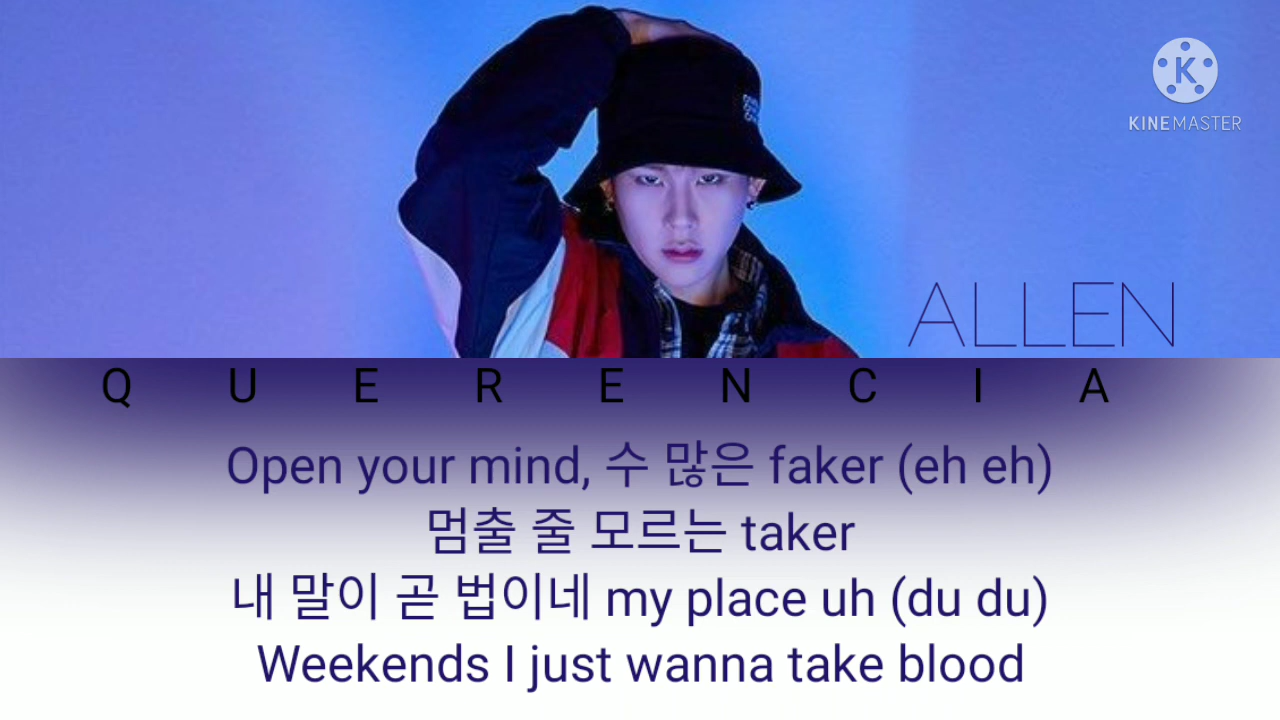 K
KINEMASTER
ALLEN
QUERENCIA
Open your mind, 수 많은 faker (eh eh)
멈출 줄 모르는 taker
내 말이 곧 법이네 my place uh (du du)
Weekends I just wanna take blood